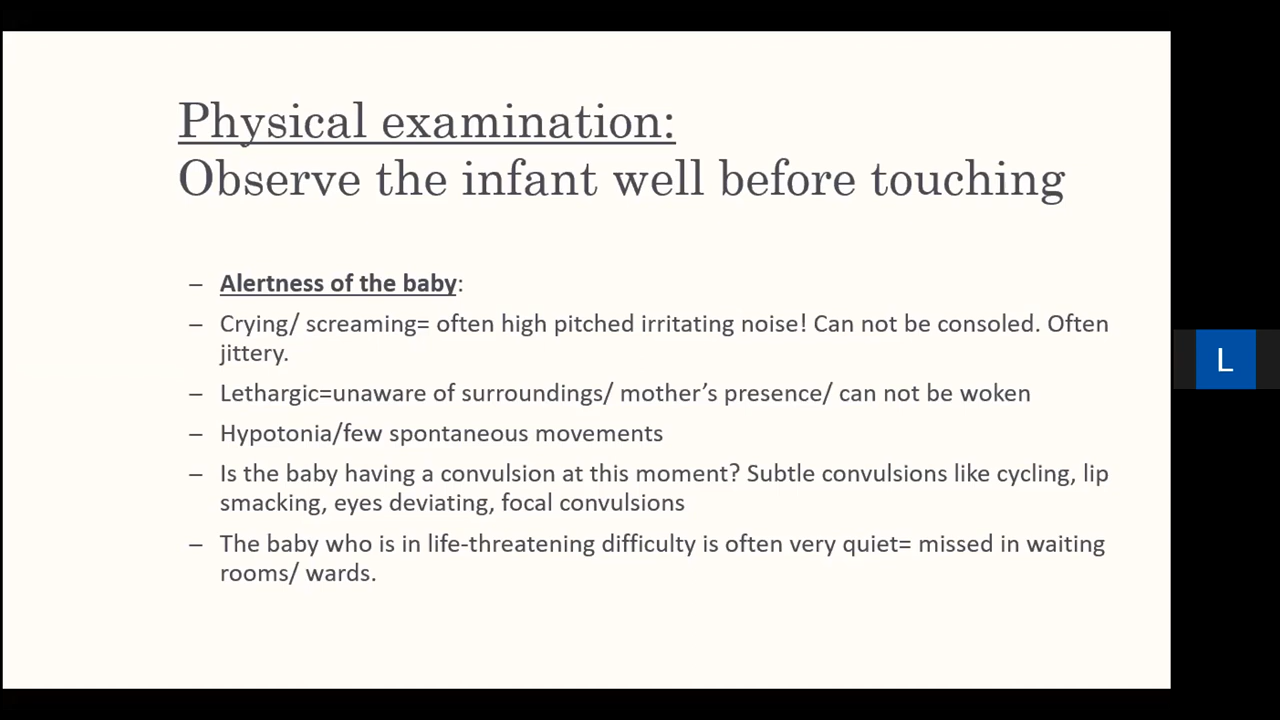 Physical examination:
Observe the infant well before touching
– Alertness of the baby:
– Crying/ screaming= often high pitched irritating noise! Can not be consoled. Often
jittery.
– Lethargic=unaware of surroundings/ mother’s presence/ can not be woken
– Hypotonia/few spontaneous movements
– Is the baby having a convulsion at this moment? Subtle convulsions like cycling, lip
smacking, eyes deviating, focal convulsions
– The baby who is in life-threatening difficulty is often very quiet= missed in waiting
rooms/ wards.
L